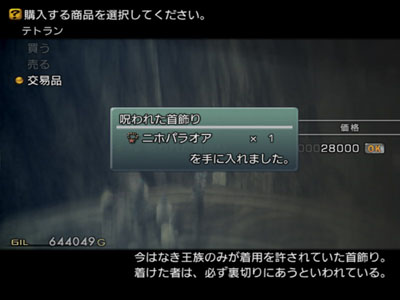 購入する商品を選択してください。
テトラン
買う
売る
交易品
呪われた首飾り
ニホパラオア × 1
を手に入れました。
価格
28000 OK
GIL 644049 G
今はなき王族のみが着用を許されていた首飾り。
着けた者は、必ず裏切りにあうといわれている。